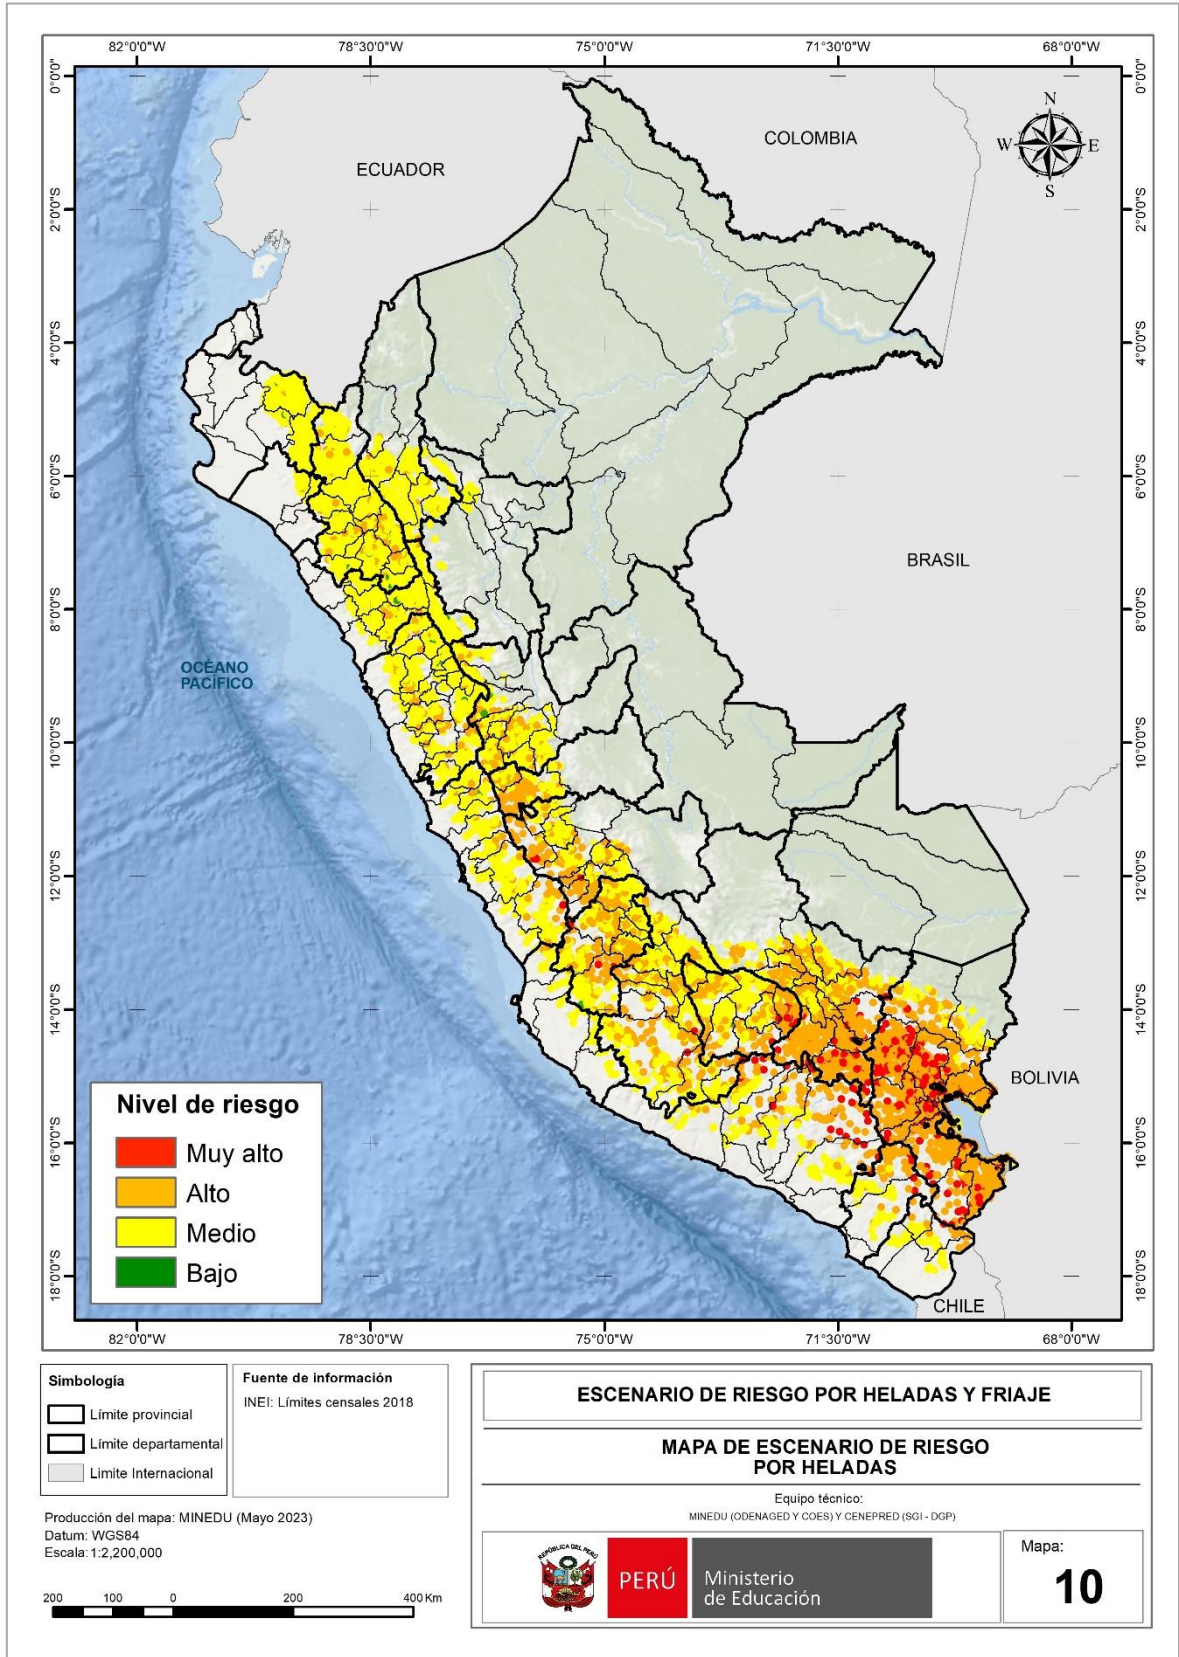 82°0'0"W
78°30'0"W
75°0'0"W
71°30'0"W
68°0'0"W
0°0'0"
2°0'0"S
4°0'0"S
6°0'0"S
8°0'0"S
10°0'0"S
12°0'0"S
14°0'0"S
16°0'0"S
18°0'0"S
0°0'0"
2°0'0"S
4°0'0"S
6°0'0"S
8°0'0"S
10°0'0"S
12°0'0"S
14°0'0"S
16°0'0"S
18°0'0"S
N
W
E
S
COLOMBIA
ECUADOR
BRASIL
OCÉANO
PACÍFICO
BOLIVIA
CHILE
Nivel de riesgo
Muy alto
Alto
Medio
Bajo
82°0'0"W
78°30'0"W
75°0'0"W
71°30'0"W
68°0'0"W
Simbología
Límite provincial
Límite departamental
Limite Internacional
Fuente de información
INEI: Límites censales 2018
Producción del mapa: MINEDU (Mayo 2023)
Datum: WGS84
Escala: 1:2,200,000
200 100 0 200 400 Km
ESCENARIO DE RIESGO POR HELADAS Y FRIAJE
MAPA DE ESCENARIO DE RIESGO
POR HELADAS
Equipo técnico:
MINEDU (ODENAGED Y COES) Y CENEPRED (SGI - DGP)
REPÚBLICA DEL PERÚ
PERÚ
Ministerio
de Educación
Mapa:
10